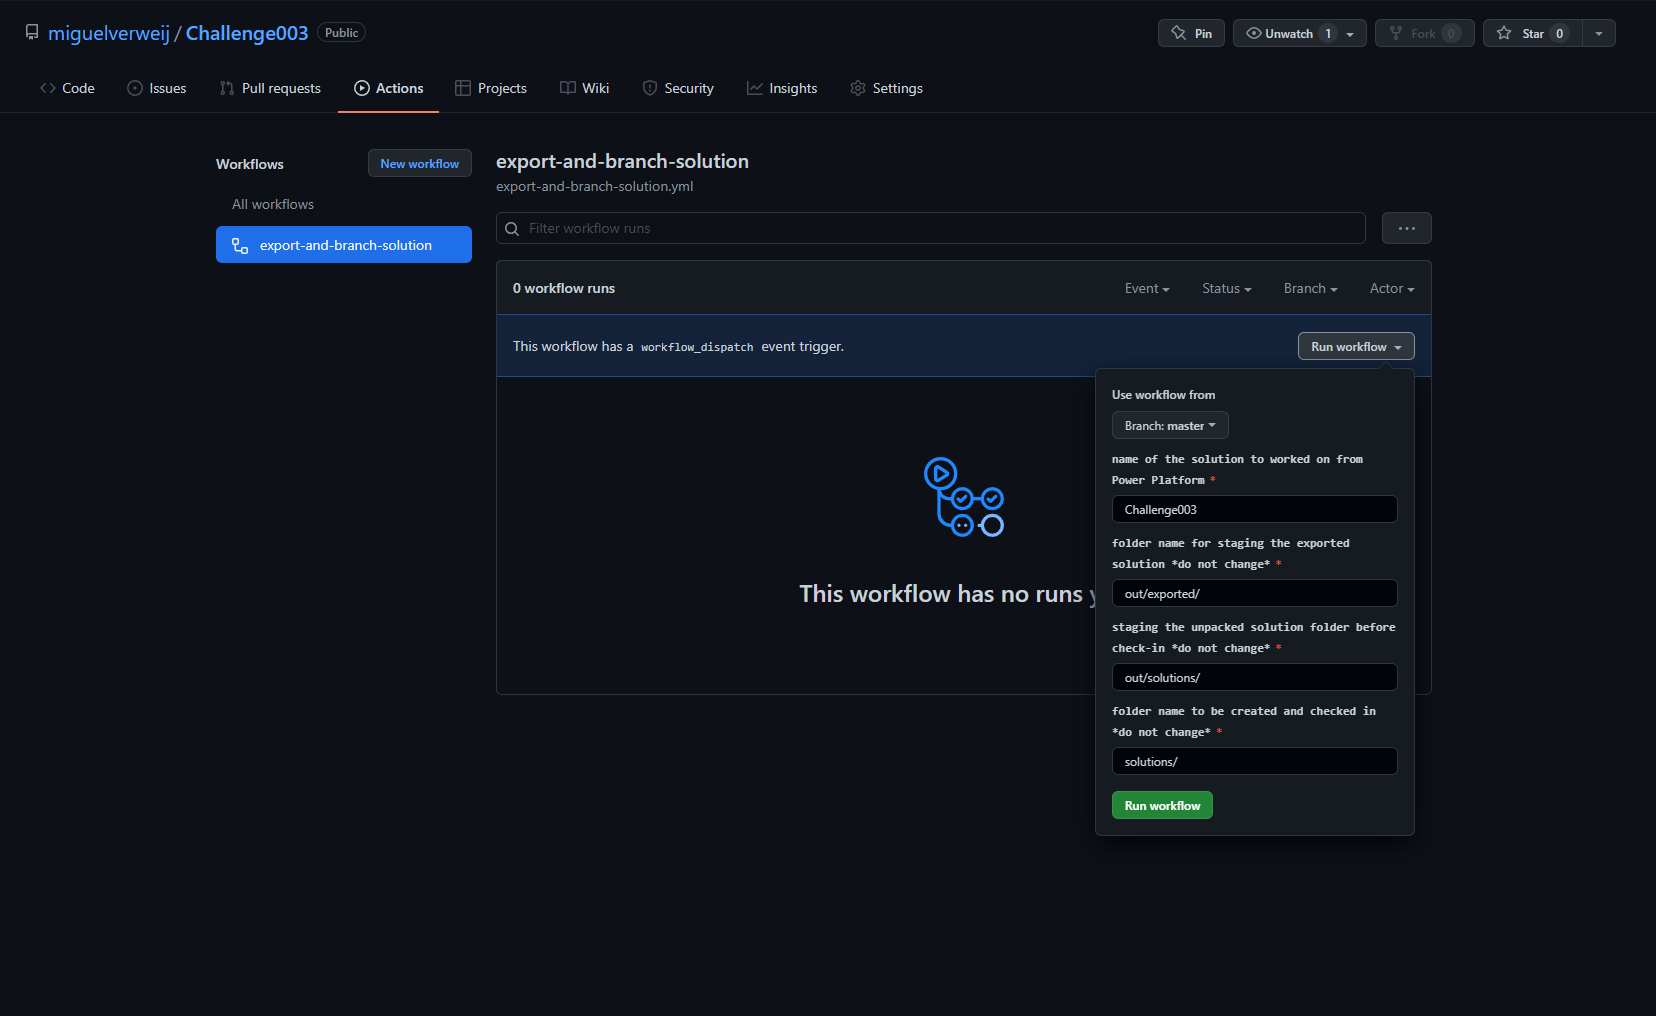 miguelverweij / Challenge003 Public
Pin
Unwatch 1
Fork 0
Star 0
Code
Issues
Pull requests
Actions
Projects
Wiki
Security
Insights
Settings
Workflows
New workflow
All workflows
export-and-branch-solution
export-and-branch-solution
export-and-branch-solution.yml
Filter workflow runs
...
0 workflow runs
Event
Status
Branch
Actor
This workflow has a workflow_dispatch event trigger.
Run workflow
This workflow has no runs
Use workflow from
Branch: master
name of the solution to worked on from
Power Platform *
Challenge003
folder name for staging the exported
solution *do not change* *
out/exported/
staging the unpacked solution folder before
check-in *do not change* *
out/solutions/
folder name to be created and checked in
*do not change* *
solutions/
Run workflow